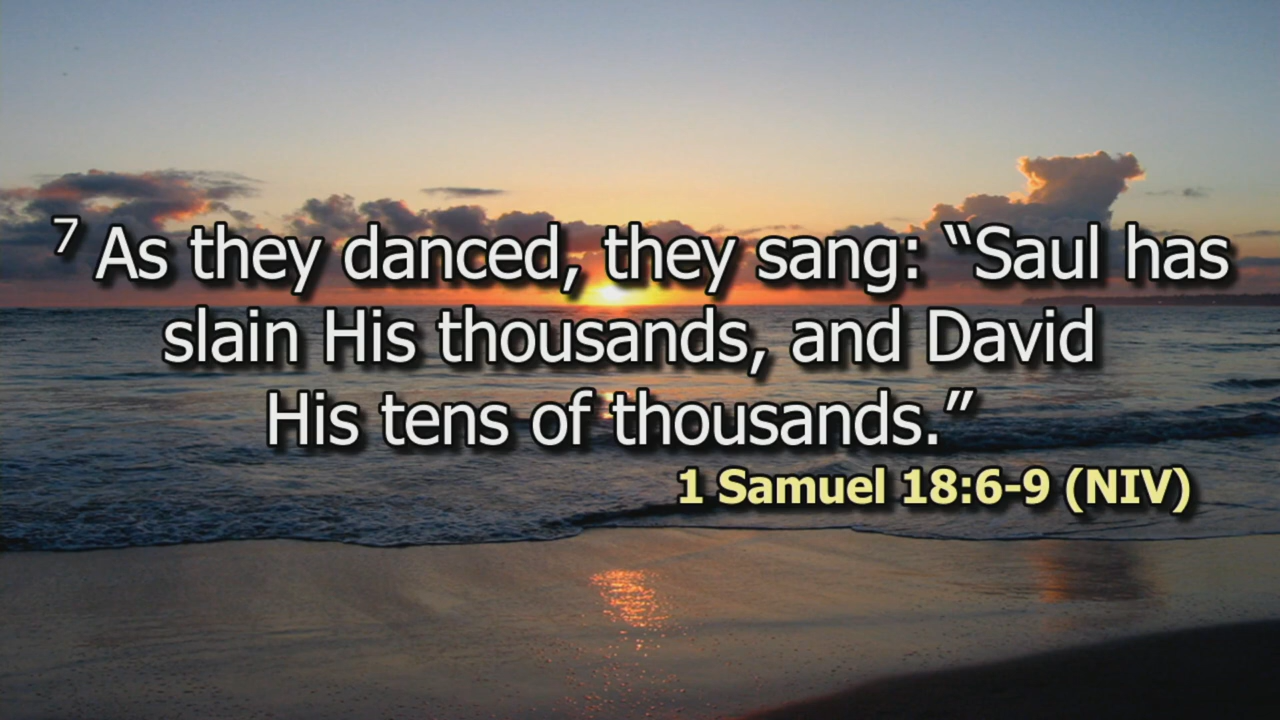 7 As they danced, they sang: “Saul has
slain His thousands, and David
His tens of thousands.”
1 Samuel 18:6-9 (NIV)